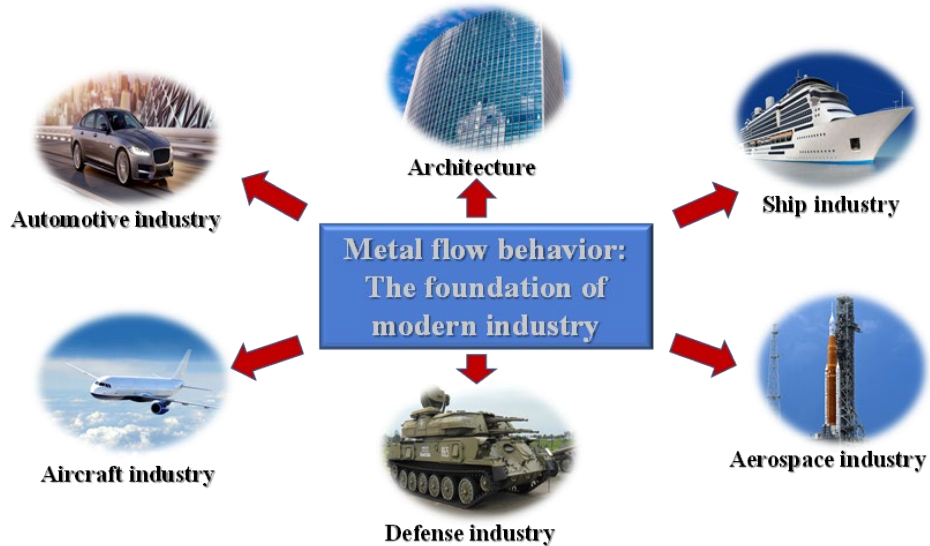 Architecture
Automotive industry
Ship industry
Metal flow behavior:
The foundation of
modern industry
Aircraft industry
Aerospace industry
Defense industry